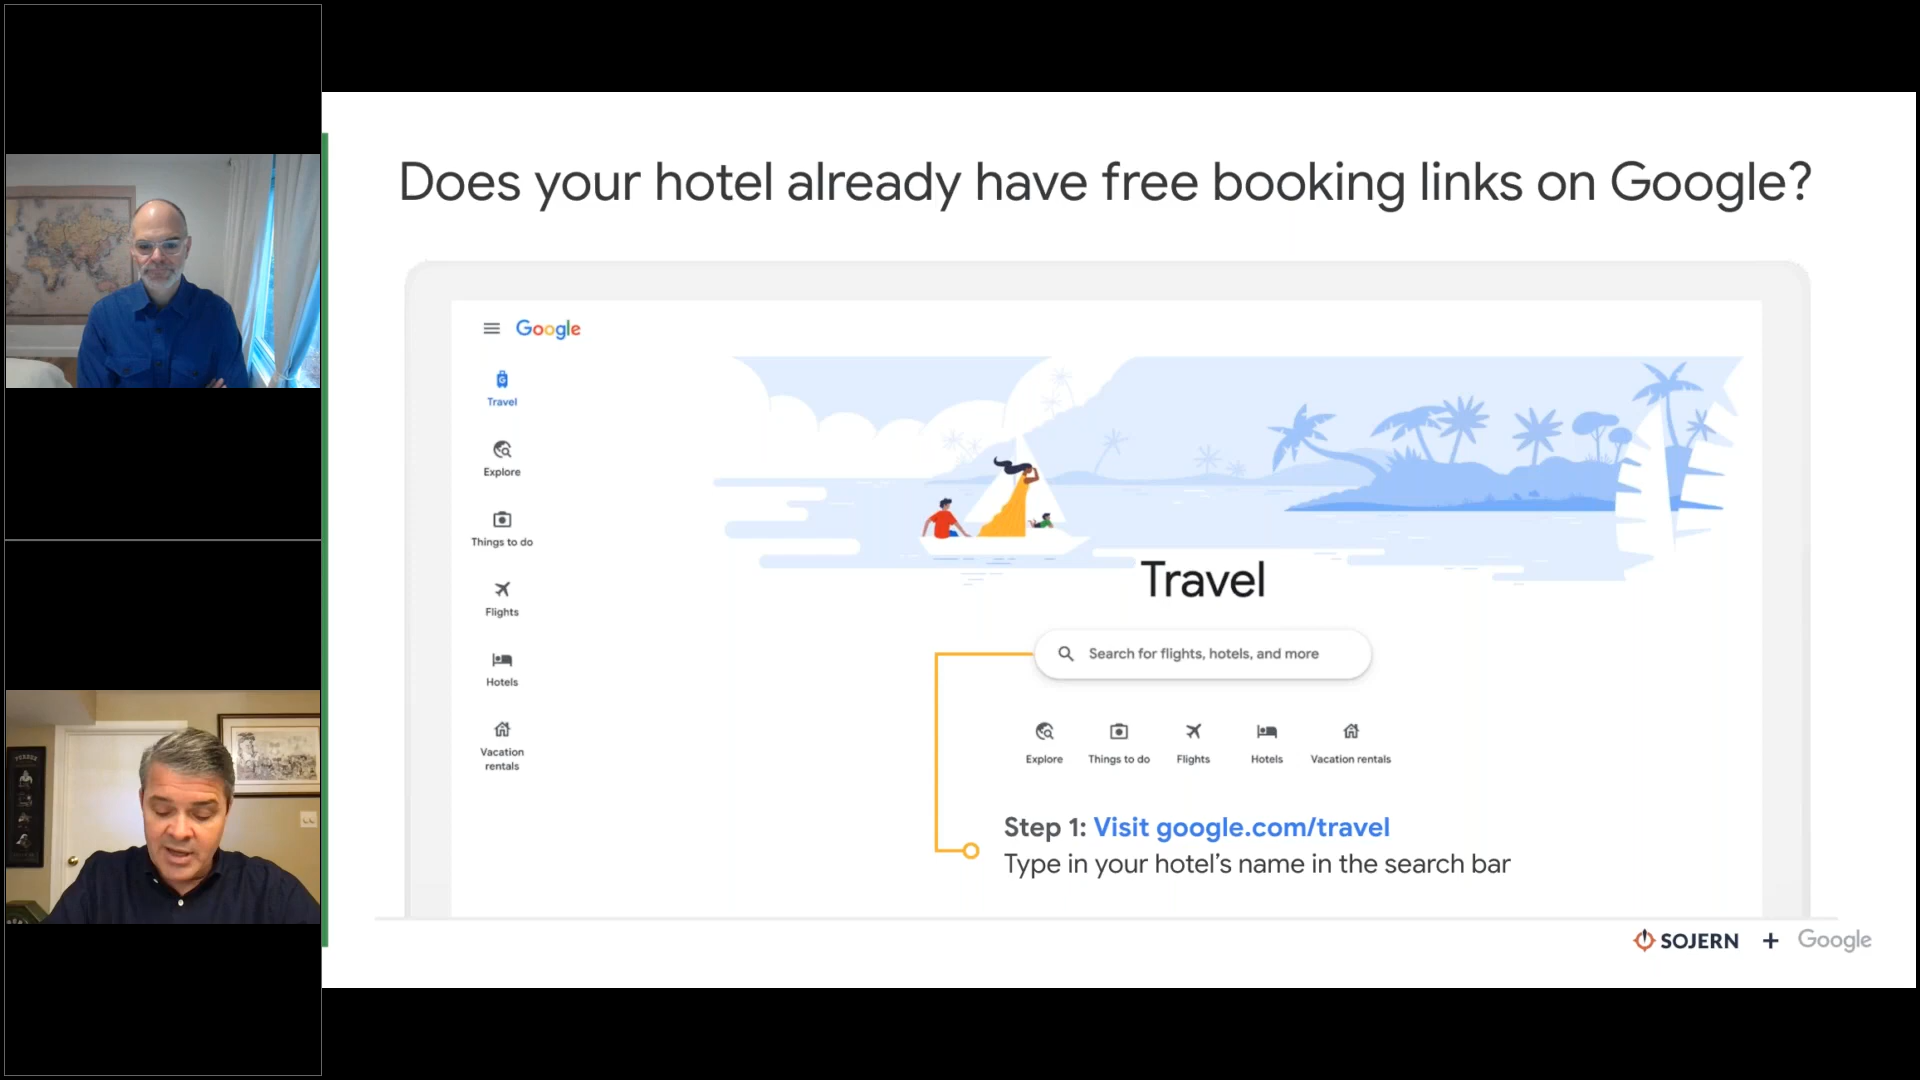 Does your hotel already have free booking links on Google?
Google
Travel
Explore
Things to do
Flights
Hotels
Vacation
rentals
Travel
Search for flights, hotels, and more
Explore
Things to do
Flights
Hotels
Vacation rentals
Step 1: Visit google.com/travel
Type in your hotel’s name in the search bar
SOJERN + Google